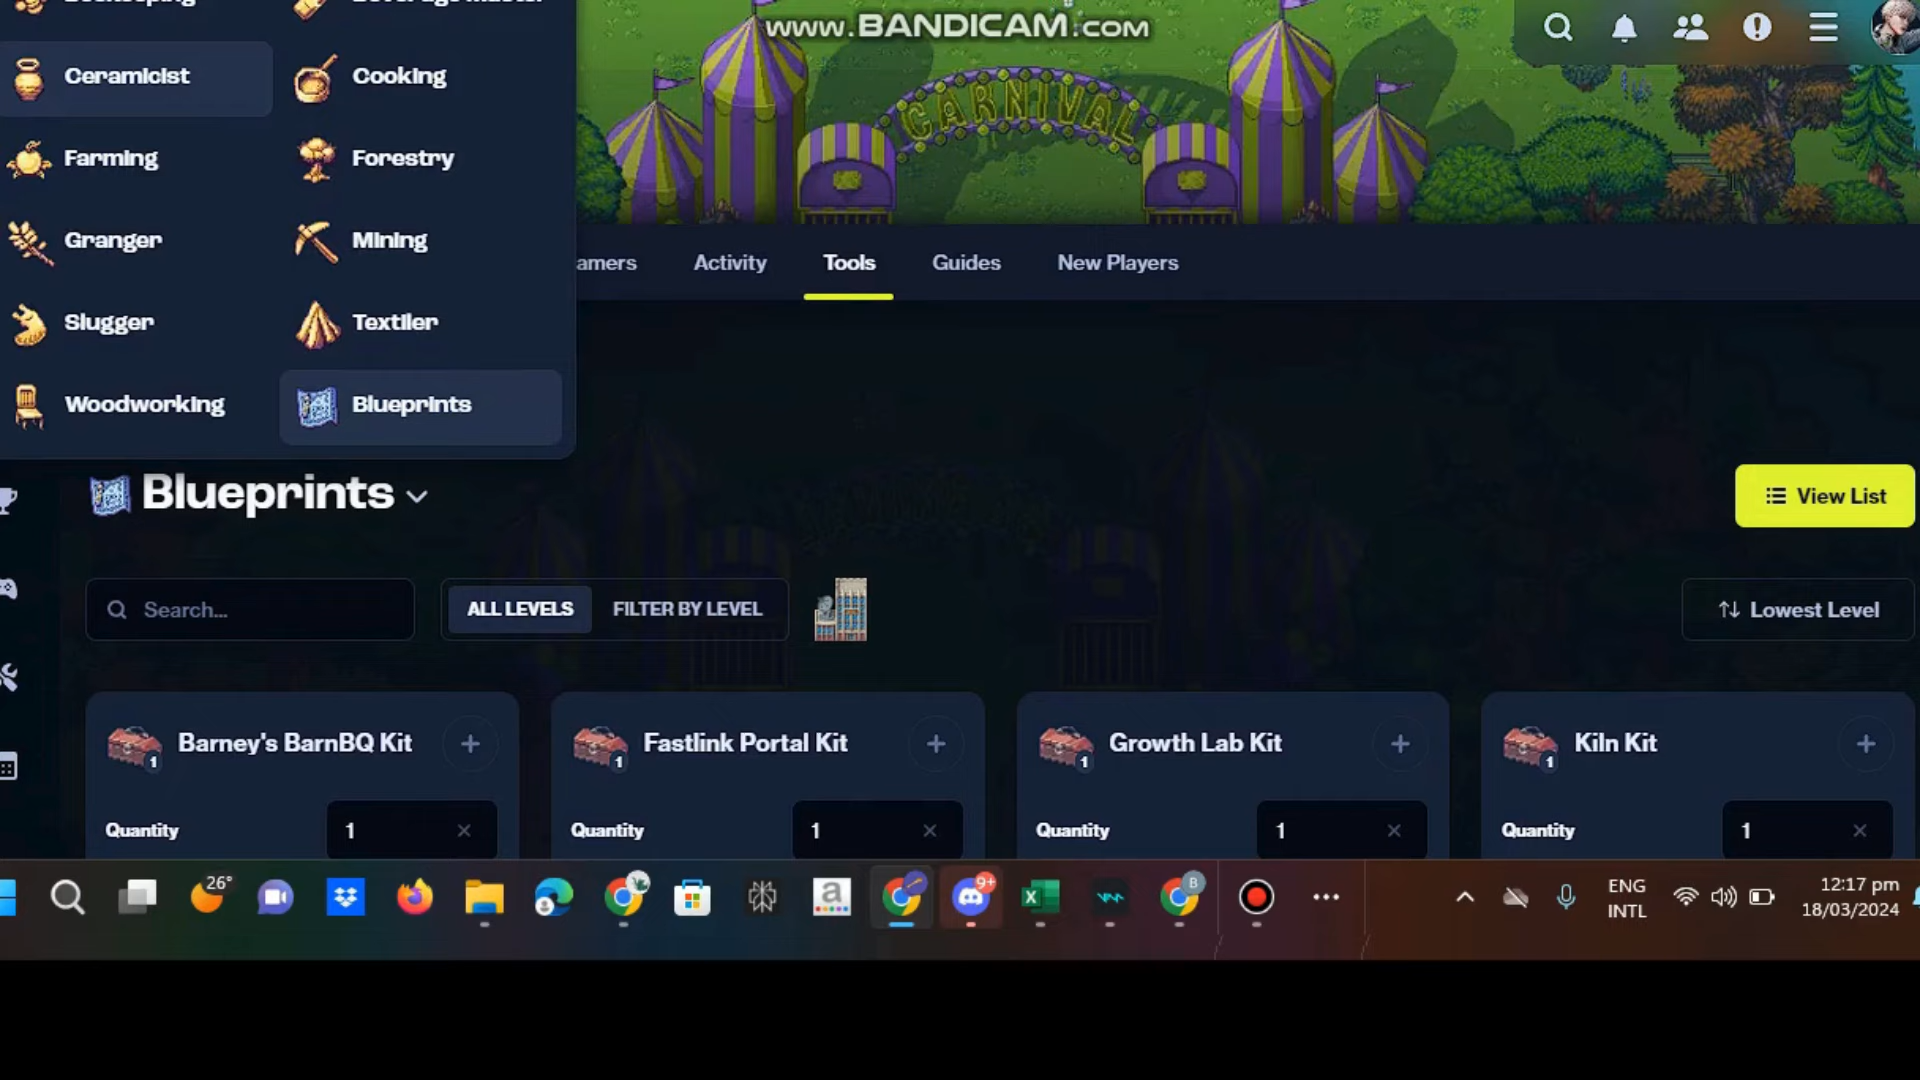 www.BANDICAM.com
Ceramicist
Cooking
Farming
Forestry
CARNIVAL
Granger
Mining
amers
Activity
Tools
Guides
New Players
Slugger
Textiler
Woodworking
Blueprints
Blueprints
View List
Search...
ALL LEVELS
FILTER BY LEVEL
Lowest Level
1
Barney's BarnBQ Kit
1
Fastlink Portal Kit
1
Growth Lab Kit
1
Kiln Kit
Quantity
1
Quantity
1
Quantity
1
Quantity
1
26°
9+
B
ENG
INTL
12:17 pm
18/03/2024